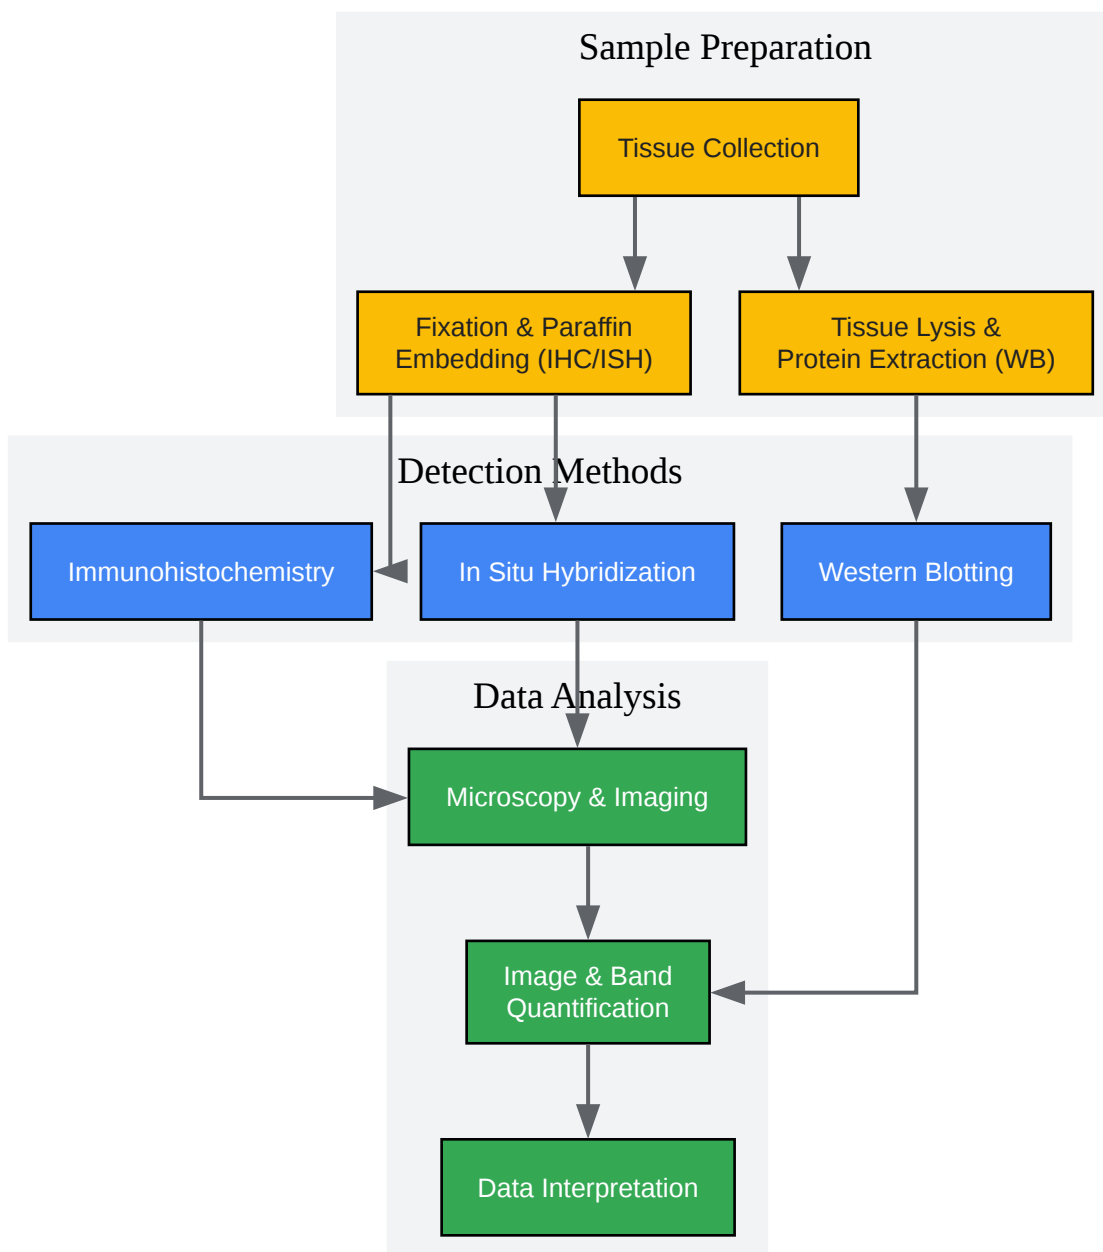 Sample Preparation
Tissue Collection
Fixation & Paraffin
Embedding (IHC/ISH)
Tissue Lysis &
Protein Extraction (WB)
Detection Methods
Immunohistochemistry
In Situ Hybridization
Western Blotting
Data Analysis
Microscopy & Imaging
Image & Band
Quantification
Data Interpretation